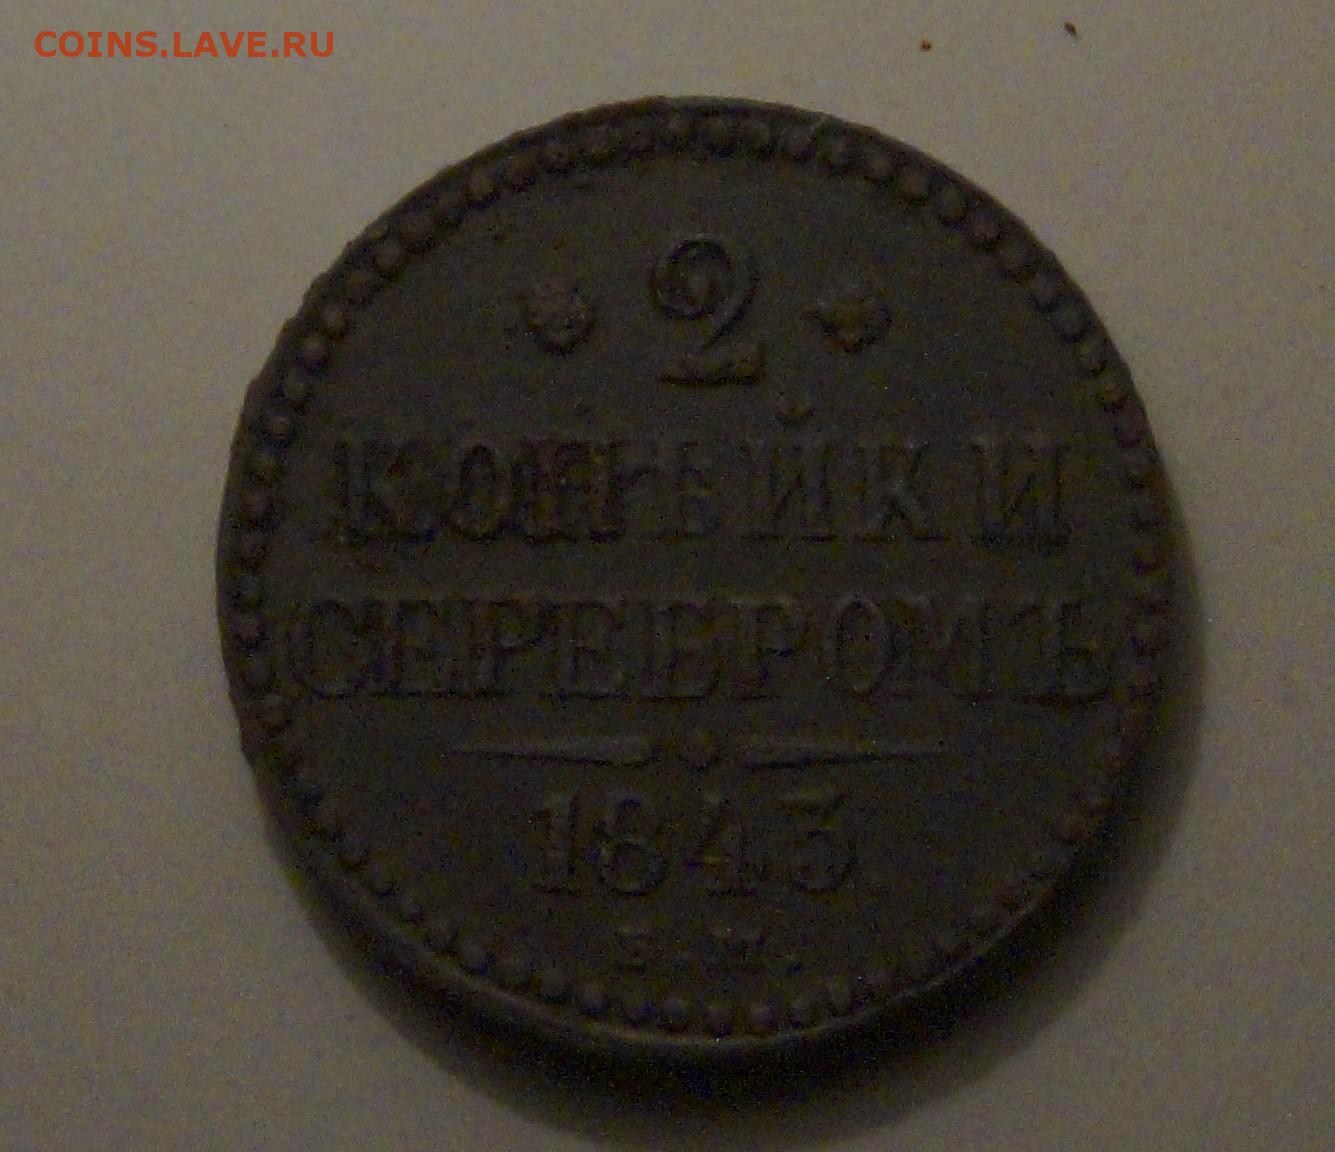 COINS.LAVE.RU
2
КОПѢЙКИ
СЕРЕБРОМЪ
1843
Е.М.